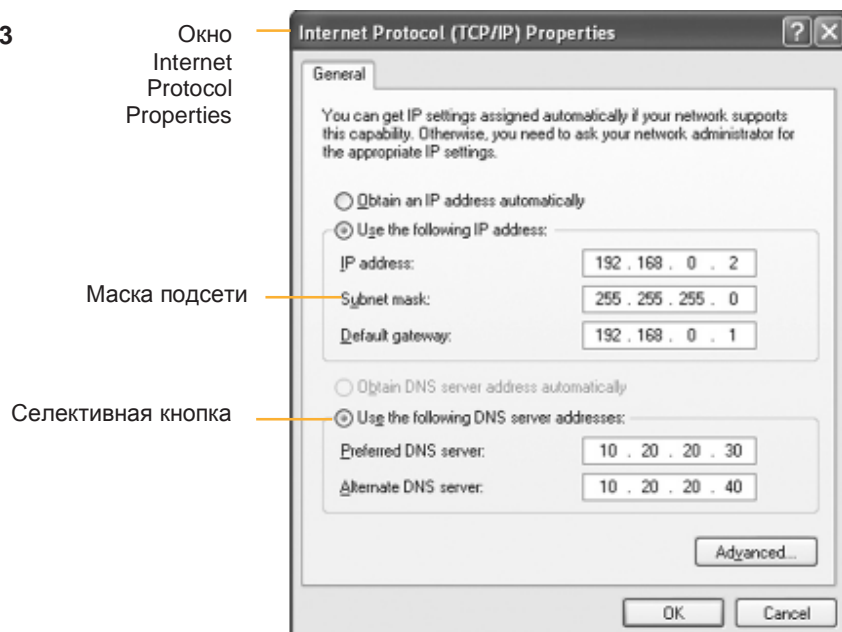 3
Окно
Internet
Protocol
Properties
Internet Protocol (TCP/IP) Properties
General
You can get IP settings assigned automatically if your network supports
this capability. Otherwise, you need to ask your network administrator for
the appropriate IP settings.
Obtain an IP address automatically
Use the following IP address:
IP address: 192 . 168 . 0 . 2
Маска подсети
Subnet mask: 255 . 255 . 255 . 0
Default gateway: 192 . 168 . 0 . 1
Obtain DNS server address automatically
Селективная кнопка
Use the following DNS server addresses:
Preferred DNS server: 10 . 20 . 20 . 30
Alternate DNS server: 10 . 20 . 20 . 40
Advanced...
OK Cancel